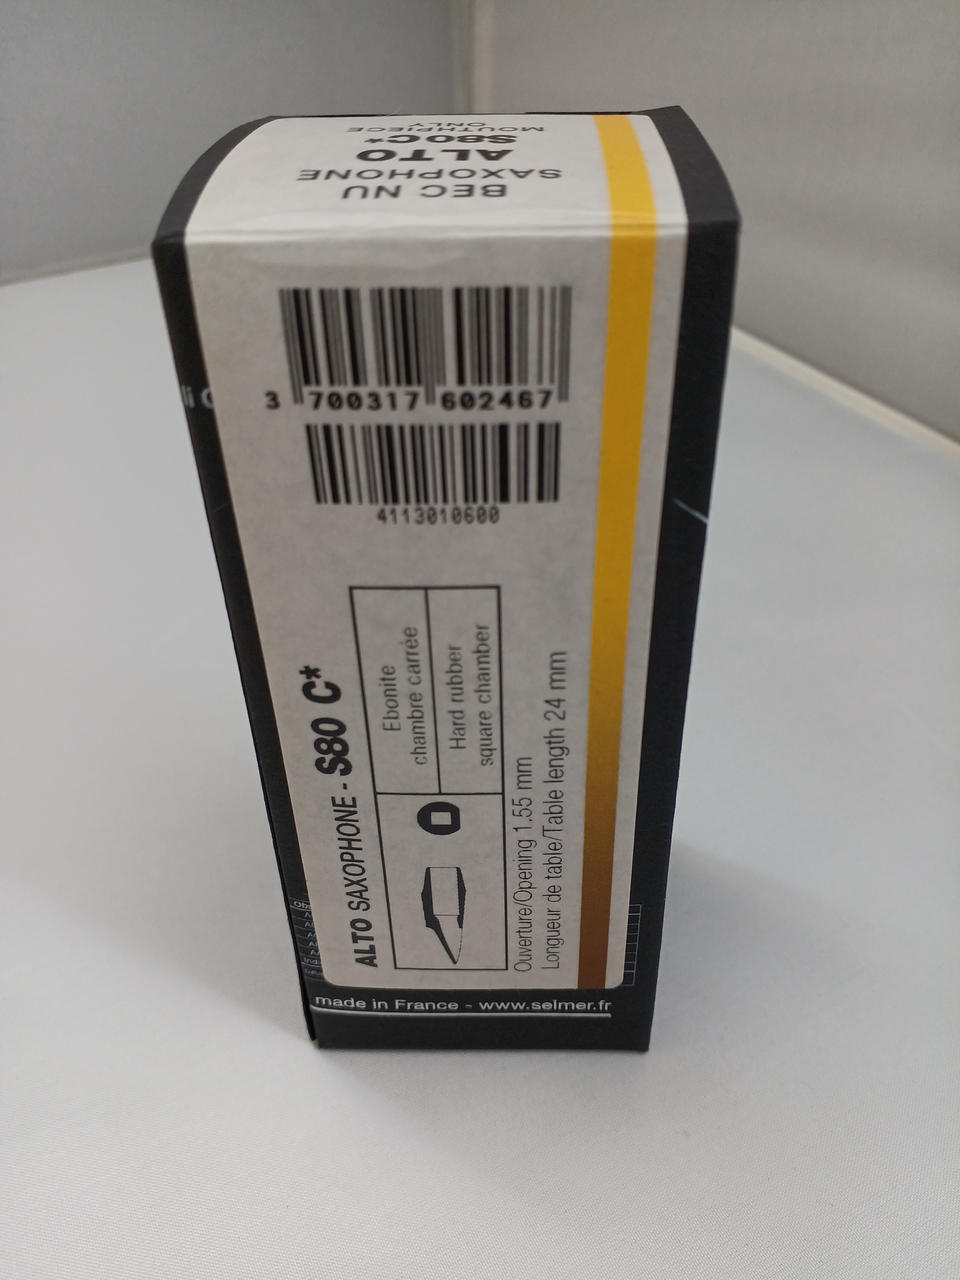 BEC NU
SAXOPHONE
ALTO
S80C*
MOUTHPIECE
ONLY
3 700317 602467
4113010600
ALTO SAXOPHONE - S80 C*
Ebonite
chambre carrée
Hard rubber
square chamber
Ouverture/Opening 1.55 mm
Longueur de table/Table length 24 mm
made in France - www.selmer.fr